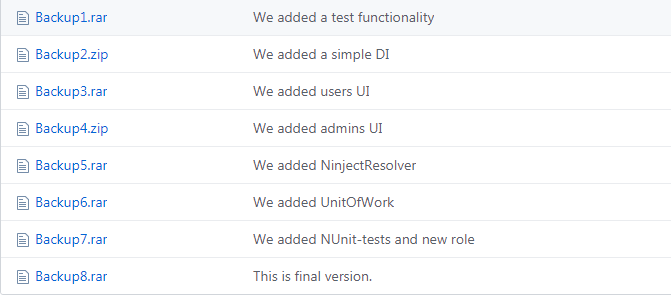 Backup1.rar We added a test functionality
Backup2.zip We added a simple DI
Backup3.rar We added users UI
Backup4.zip We added admins UI
Backup5.rar We added NinjectResolver
Backup6.rar We added UnitOfWork
Backup7.rar We added NUnit-tests and new role
Backup8.rar This is final version.